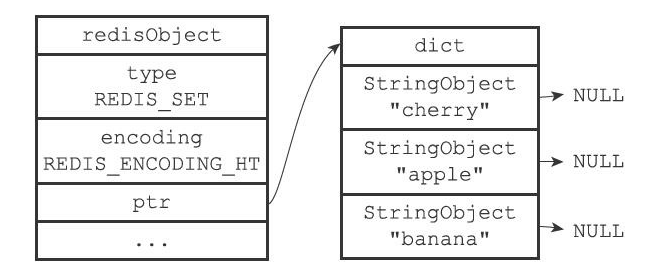 redisObject
type
REDIS_SET
encoding
REDIS_ENCODING_HT
ptr
...
dict
StringObject
"cherry"
NULL
StringObject
"apple"
NULL
StringObject
"banana"
NULL